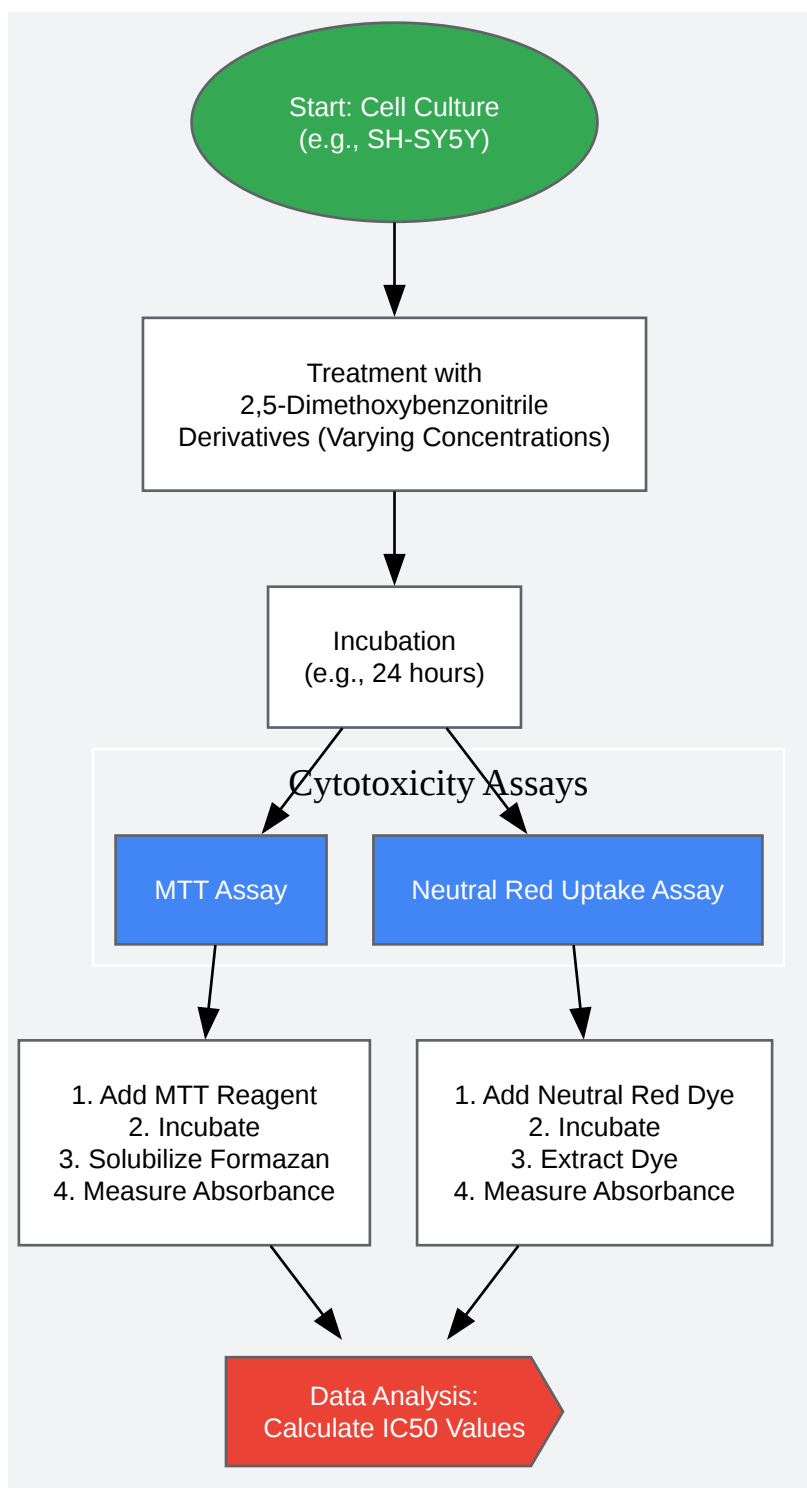 Start: Cell Culture
(e.g., SH-SY5Y)
Treatment with
2,5-Dimethoxybenzonitrile
Derivatives (Varying Concentrations)
Incubation
(e.g., 24 hours)
Cytotoxicity Assays
MTT Assay
Neutral Red Uptake Assay
1. Add MTT Reagent
2. Incubate
3. Solubilize Formazan
4. Measure Absorbance
1. Add Neutral Red Dye
2. Incubate
3. Extract Dye
4. Measure Absorbance
Data Analysis:
Calculate IC50 Values